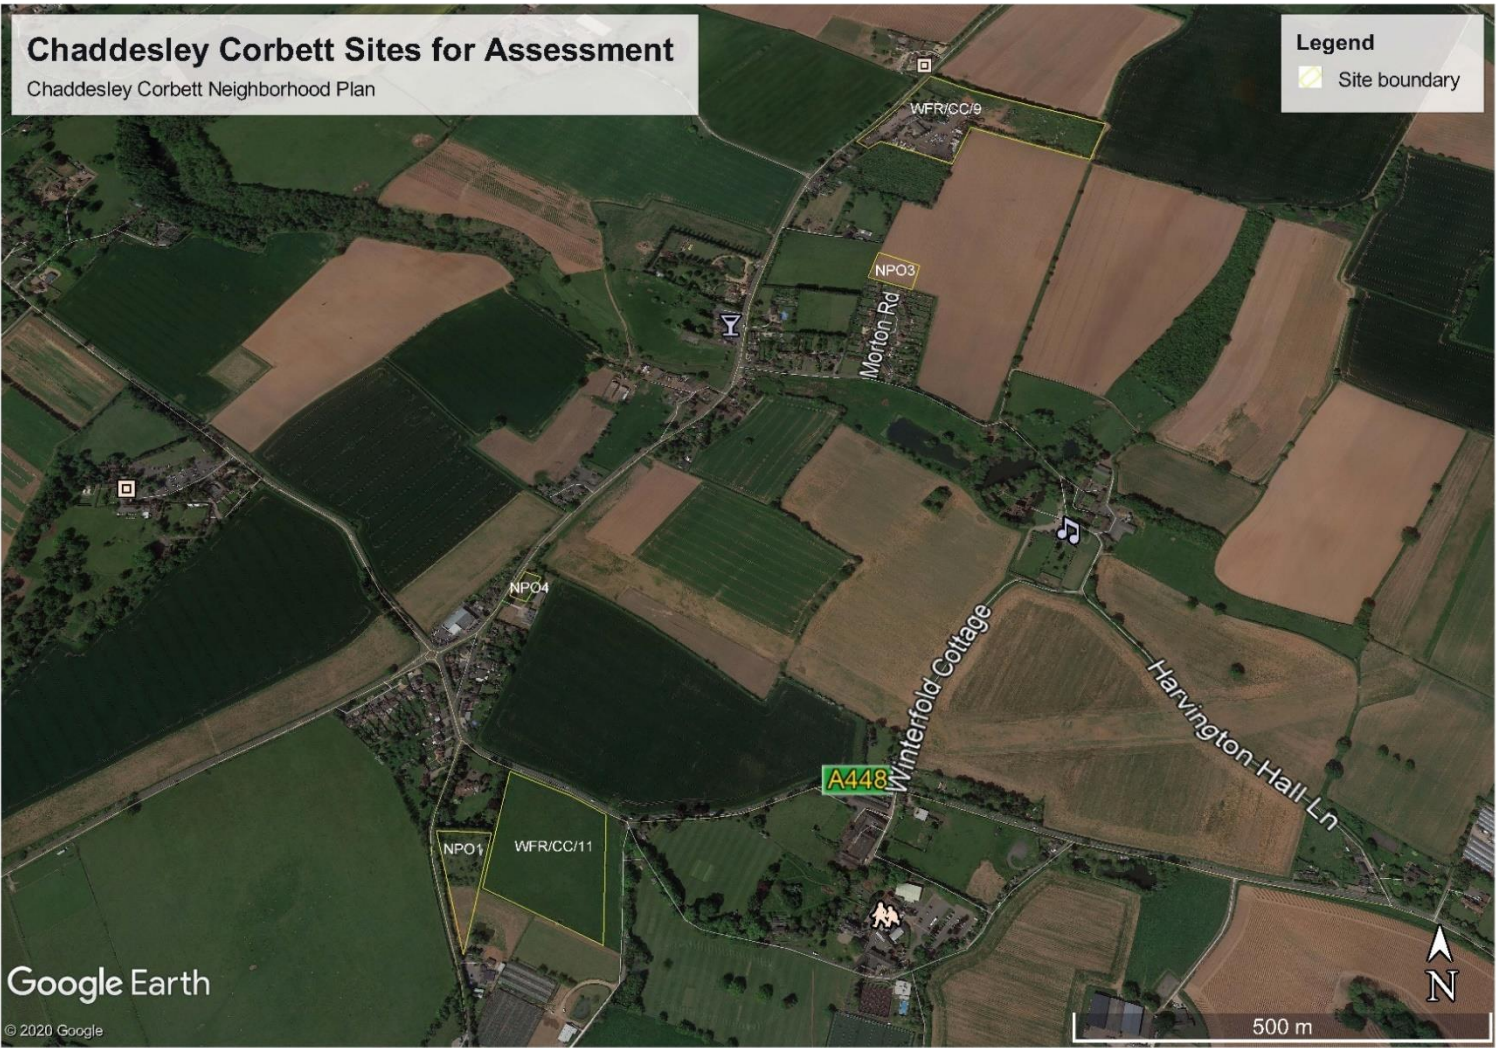 Chaddesley Corbett Sites for Assessment
Chaddesley Corbett Neighborhood Plan
Legend
Site boundary
WFR/CC/9
NPO3
Morton Rd
NPO4
Winterfold Cottage
Harvington Hall Ln
A448
NPO1
WFR/CC/11
Google Earth
N
© 2020 Google
500 m